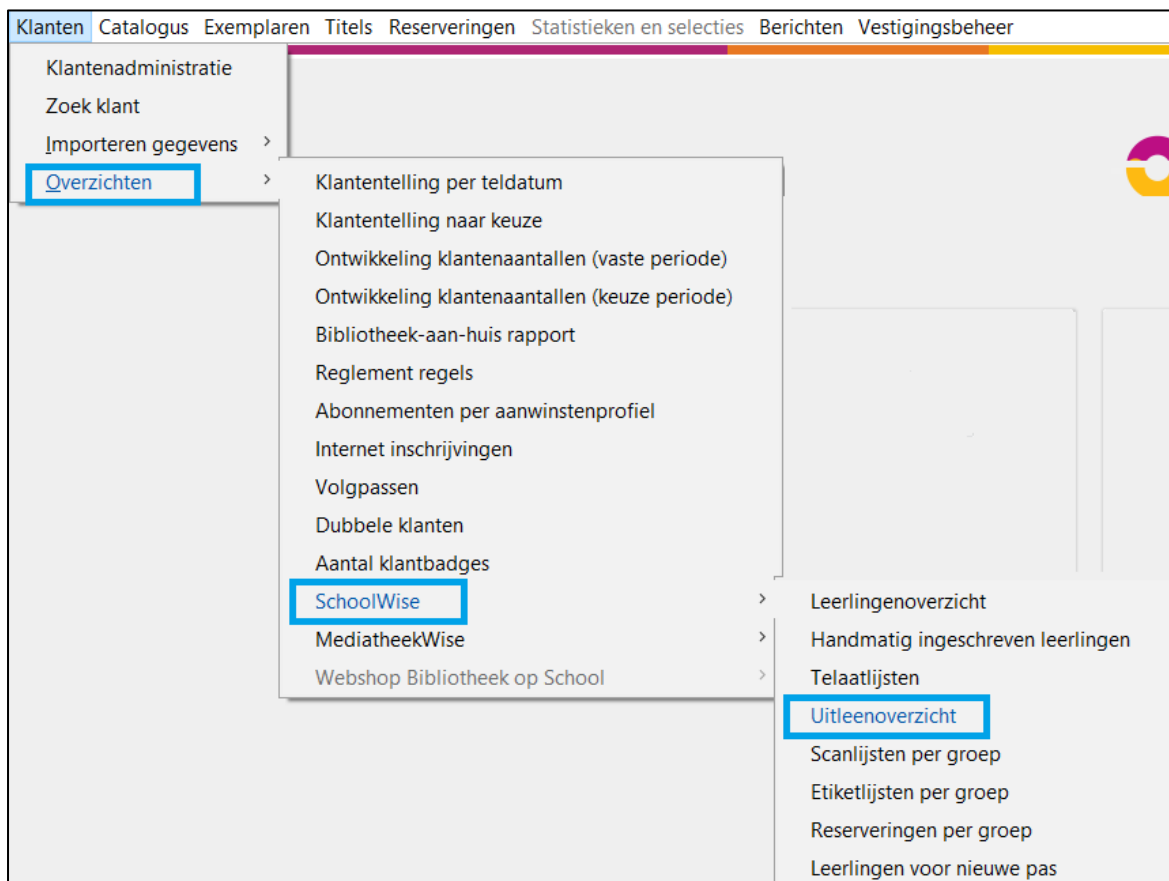 Klanten Catalogus Exemplaren Titels Reserveringen Statistieken en selecties Berichten Vestigingsbeheer
Klantenadministratie
Zoek klant
Importeren gegevens
Overzichten
Klantentelling per teldatum
Klantentelling naar keuze
Ontwikkeling klantenaantallen (vaste periode)
Ontwikkeling klantenaantallen (keuze periode)
Bibliotheek-aan-huis rapport
Reglement regels
Abonnementen per aanwinstenprofiel
Internet inschrijvingen
Volgpassen
Dubbele klanten
Aantal klantbadges
SchoolWise
MediatheekWise
Webshop Bibliotheek op School
Leerlingenoverzicht
Handmatig ingeschreven leerlingen
Telaatlijsten
Uitleenoverzicht
Scanlijsten per groep
Etiketlijsten per groep
Reserveringen per groep
Leerlingen voor nieuwe pas